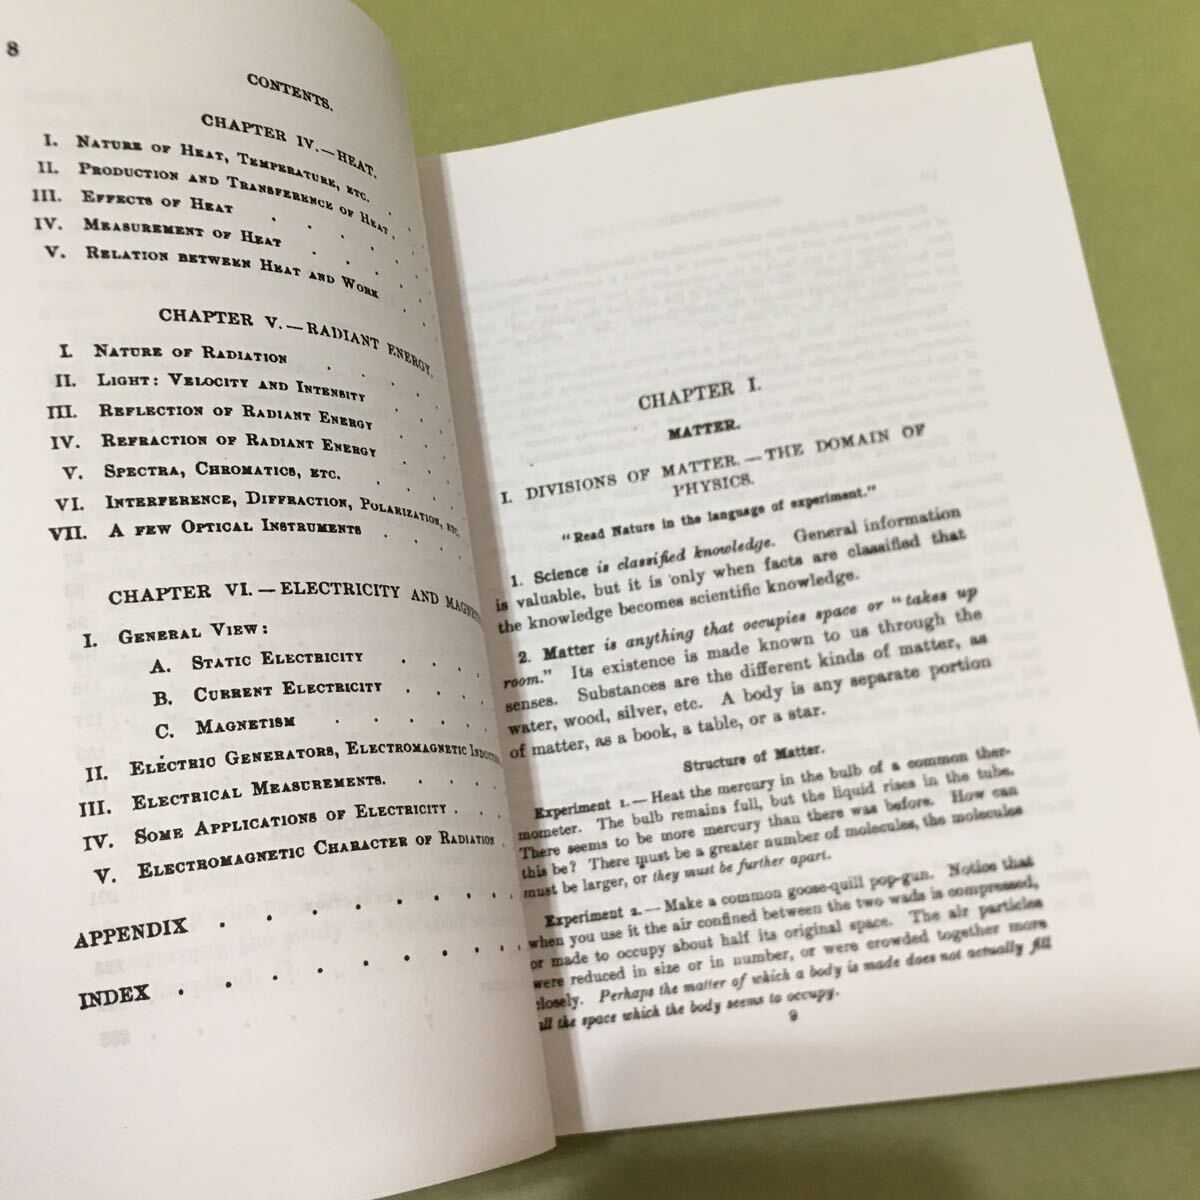 8
CONTENTS.
CHAPTER IV.—HEAT.
I. NATURE OF HEAT, TEMPERATURE, ETC. .
II. PRODUCTION AND TRANSFERENCE OF HEAT .
III. EFFECTS OF HEAT . . . .
IV. MEASUREMENT OF HEAT . . . .
V. RELATION BETWEEN HEAT AND WORK . .
CHAPTER V.—RADIANT ENERGY.
I. NATURE OF RADIATION . . . .
II. LIGHT: VELOCITY AND INTENSITY . .
III. REFLECTION OF RADIANT ENERGY . .
IV. REFRACTION OF RADIANT ENERGY . .
V. SPECTRA, CHROMATICS, ETC. . . . .
VI. INTERFERENCE, DIFFRACTION, POLARIZATION, ETC.
VII. A FEW OPTICAL INSTRUMENTS . . . .
CHAPTER VI.—ELECTRICITY AND
I. GENERAL VIEW:
A. STATIC ELECTRICITY . . .
B. CURRENT ELECTRICITY . . .
C. MAGNETISM . . . .
II. ELECTRIC GENERATORS, ELECTROMAGNETIC
III. ELECTRICAL MEASUREMENTS. . . .
IV. SOME APPLICATIONS OF ELECTRICITY . .
V. ELECTROMAGNETIC CHARACTER OF RADIATION .
APPENDIX . . . . . . .
INDEX . . . . . . . .
CHAPTER I.
MATTER.
I. DIVISIONS OF MATTER.—THE DOMAIN OF
PHYSICS.
"Read Nature in the language of experiment."
1. Science is classified knowledge. General information
is valuable, but it is only when facts are classified that
the knowledge becomes scientific knowledge.
2. Matter is anything that occupies space or "takes up
room." Its existence is made known to us through the
senses. Substances are the different kinds of matter, as
water, wood, silver, etc. A body is any separate portion
of matter, as a book, a table, or a star.
Structure of Matter.
Experiment 1.—Heat the mercury in the bulb of a common ther-
mometer. The bulb remains full, but the liquid rises in the tube.
There seems to be more mercury than there was before. How can
this be? There must be a greater number of molecules, the molecules
must be larger, or they must be further apart.
Experiment 2.—Make a common goose-quill pop-gun. Notice that
when you use it the air confined between the two wads is compressed,
or made to occupy about half its original space. The air particles
were reduced in size or in number, or were crowded together more
closely. Perhaps the matter of which a body is made does not actually fill
all the space which the body seems to occupy.
9